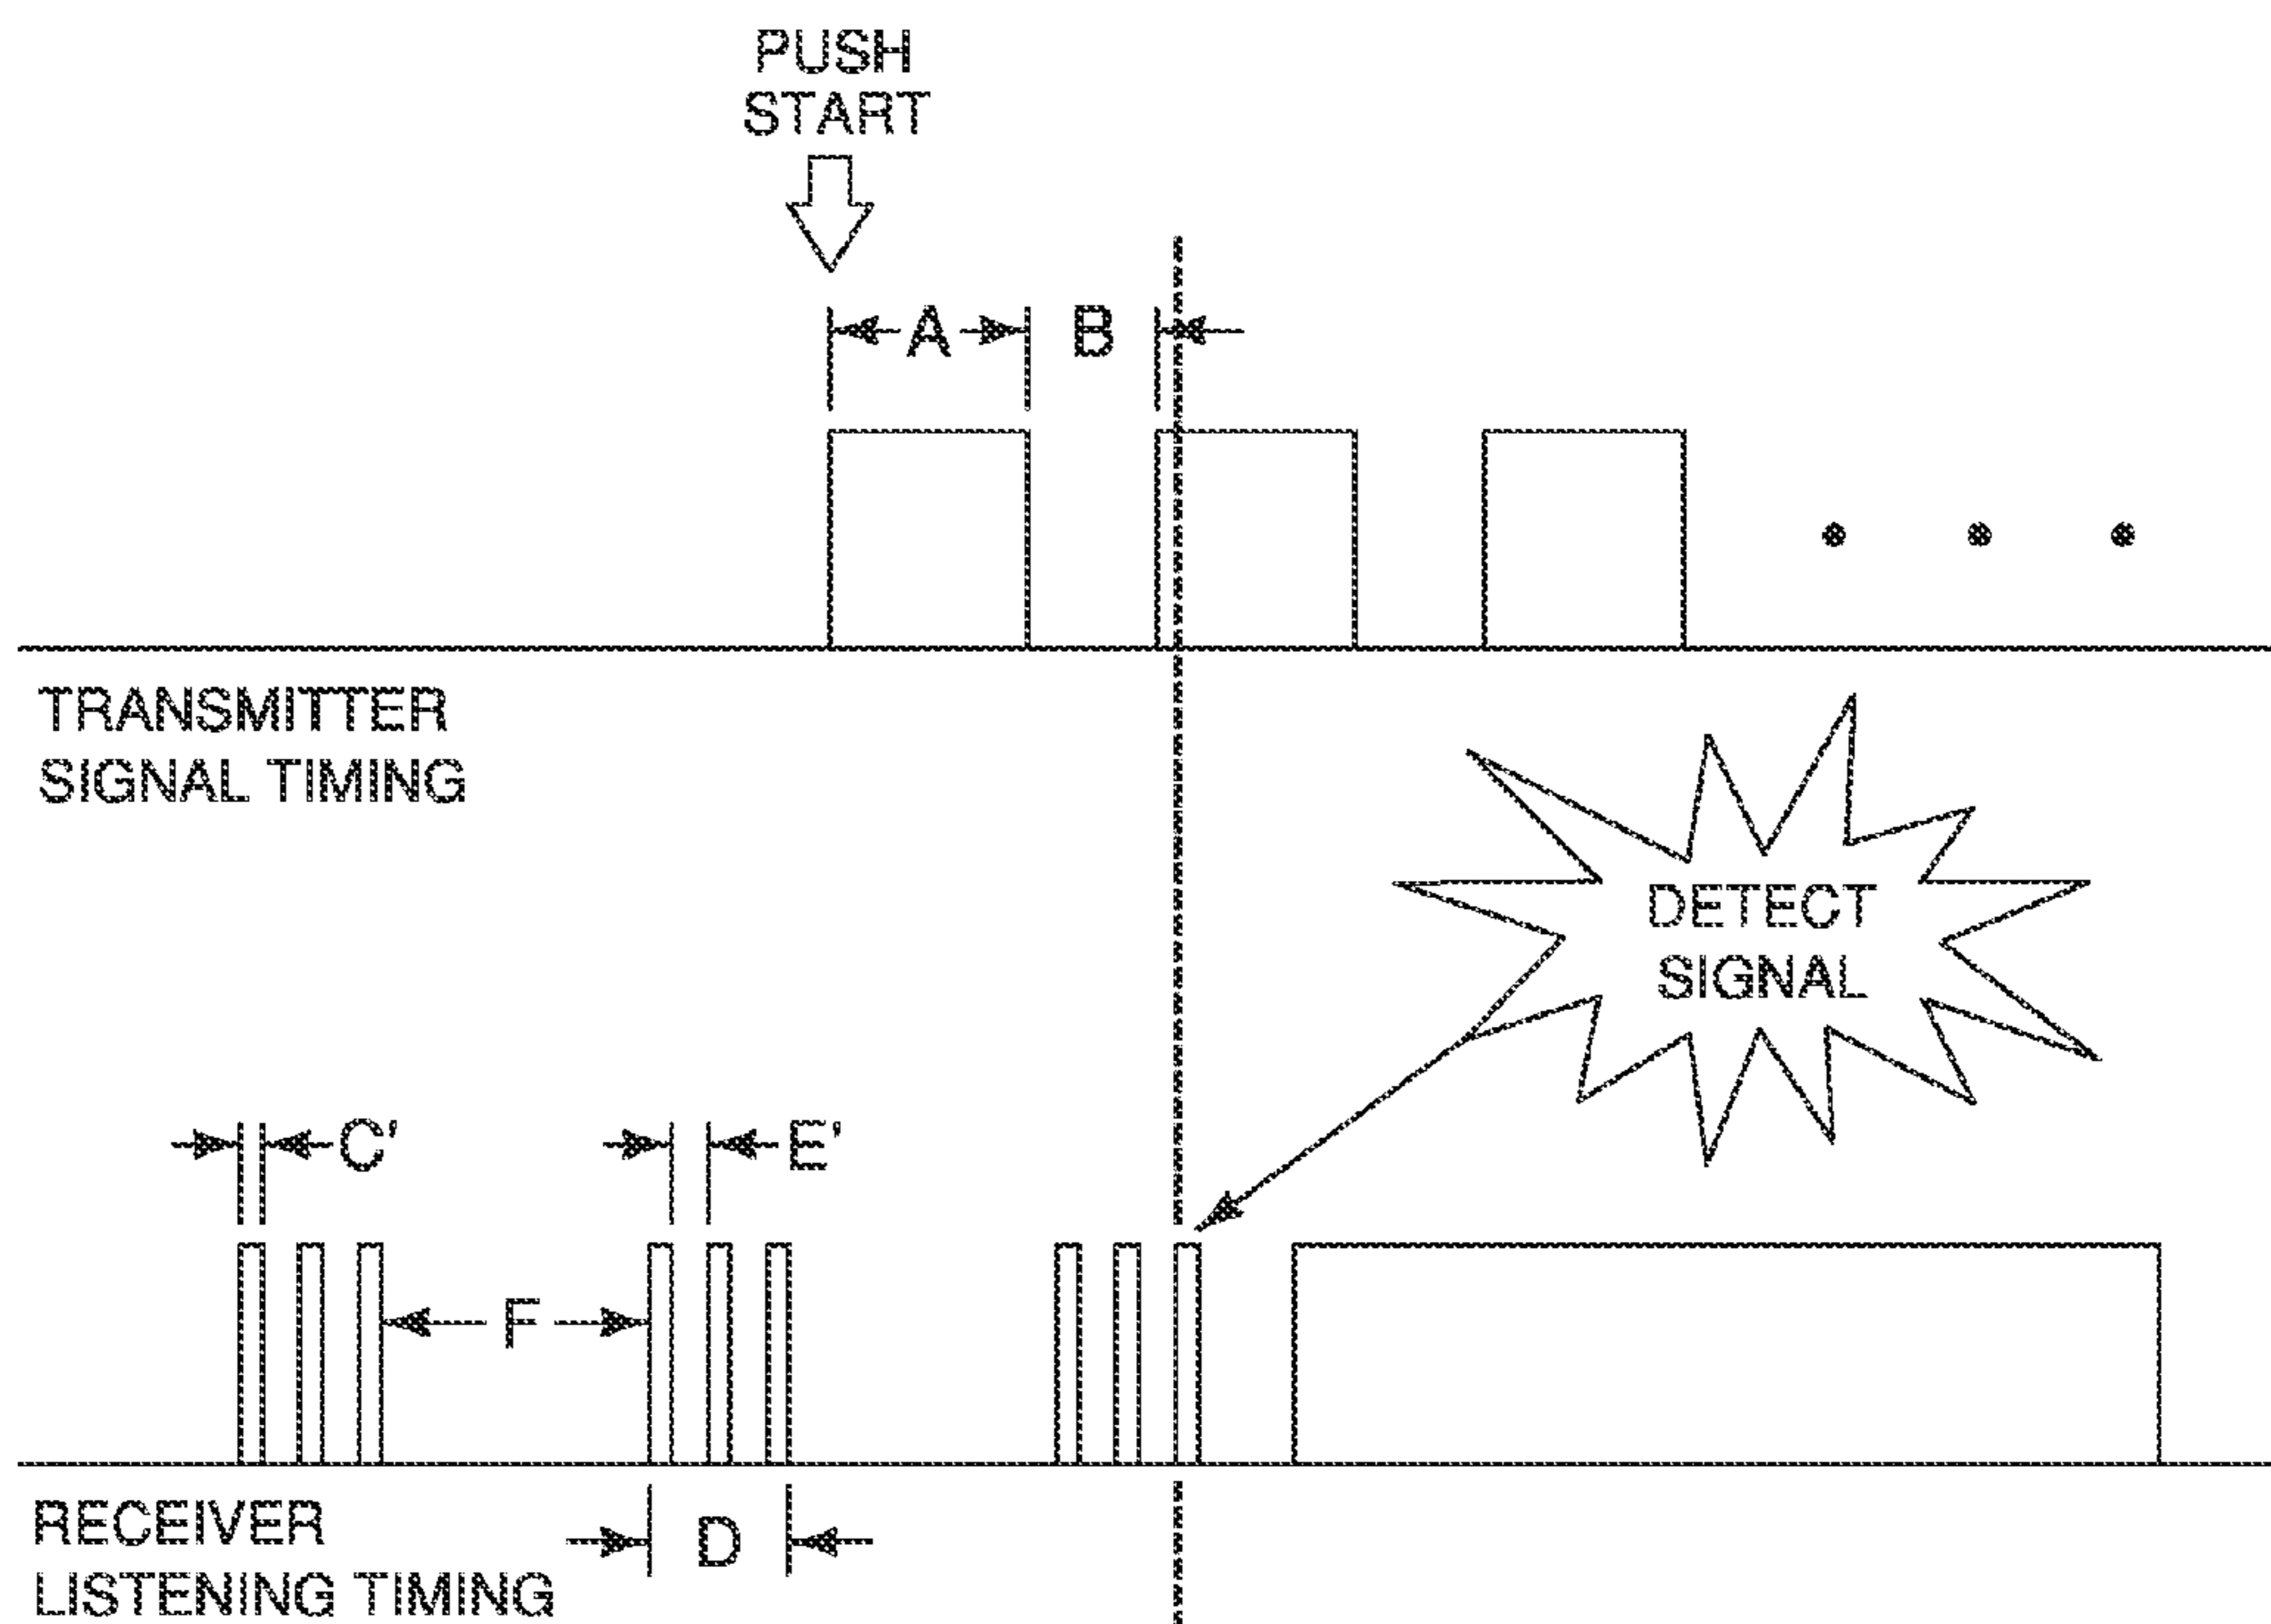 PUSH
START
A
B
TRANSMITTER
SIGNAL TIMING
DETECT
SIGNAL
C'
E'
F
D
RECEIVER
LISTENING TIMING